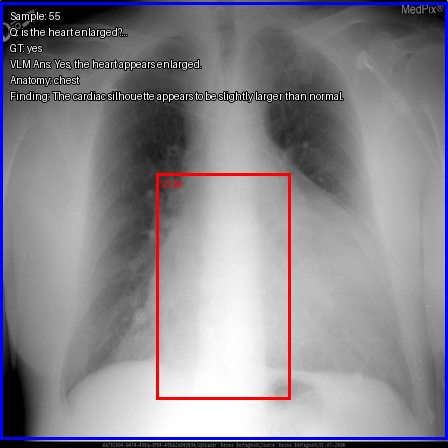 MedPix®
Sample: 55
Q: is the heart enlarged?...
GT: yes
VLM Ans: Yes, the heart appears enlarged.
Anatomy: chest
Finding: The cardiac silhouette appears to be slightly larger than normal.
VLM